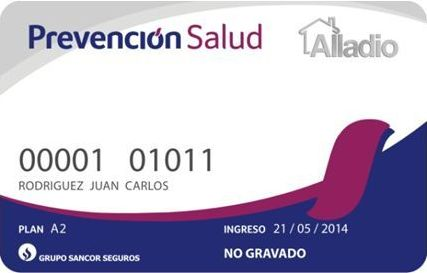 Prevención Salud
Alladio
00001 01011
RODRIGUEZ JUAN CARLOS
PLAN A2
INGRESO 21 / 05 / 2014
GRUPO SANCOR SEGUROS
NO GRAVADO